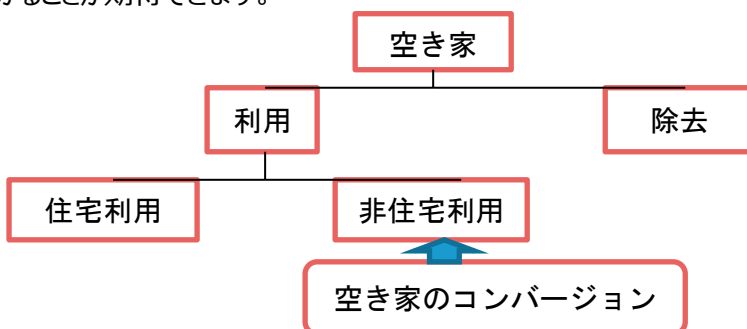 ることが期待できます。
空き家
利用
除去
住宅利用
非住宅利用
空き家のコンバージョン